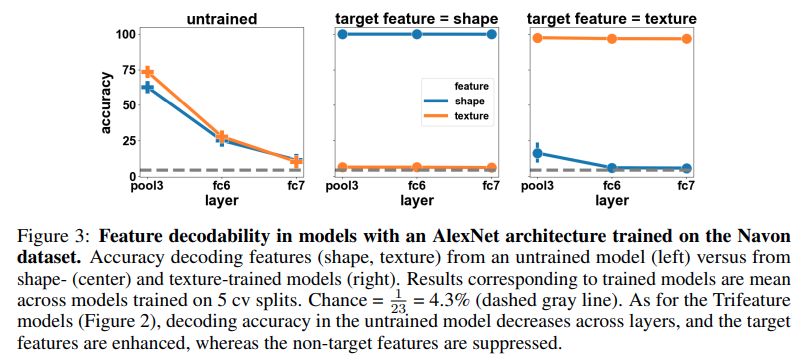 untrained
target feature = shape
target feature = texture
accuracy
100
75
50
25
0
feature
shape
texture
pool3 fc6 fc7
pool3 fc6 fc7
pool3 fc6 fc7
layer
layer
layer
Figure 3: Feature decodability in models with an AlexNet architecture trained on the Navon
dataset. Accuracy decoding features (shape, texture) from an untrained model (left) versus from
shape- (center) and texture-trained models (right). Results corresponding to trained models are mean
across models trained on 5 cv splits. Chance = 1/23 = 4.3% (dashed gray line). As for the Trifeature
models (Figure 2), decoding accuracy in the untrained model decreases across layers, and the target
features are enhanced, whereas the non-target features are suppressed.